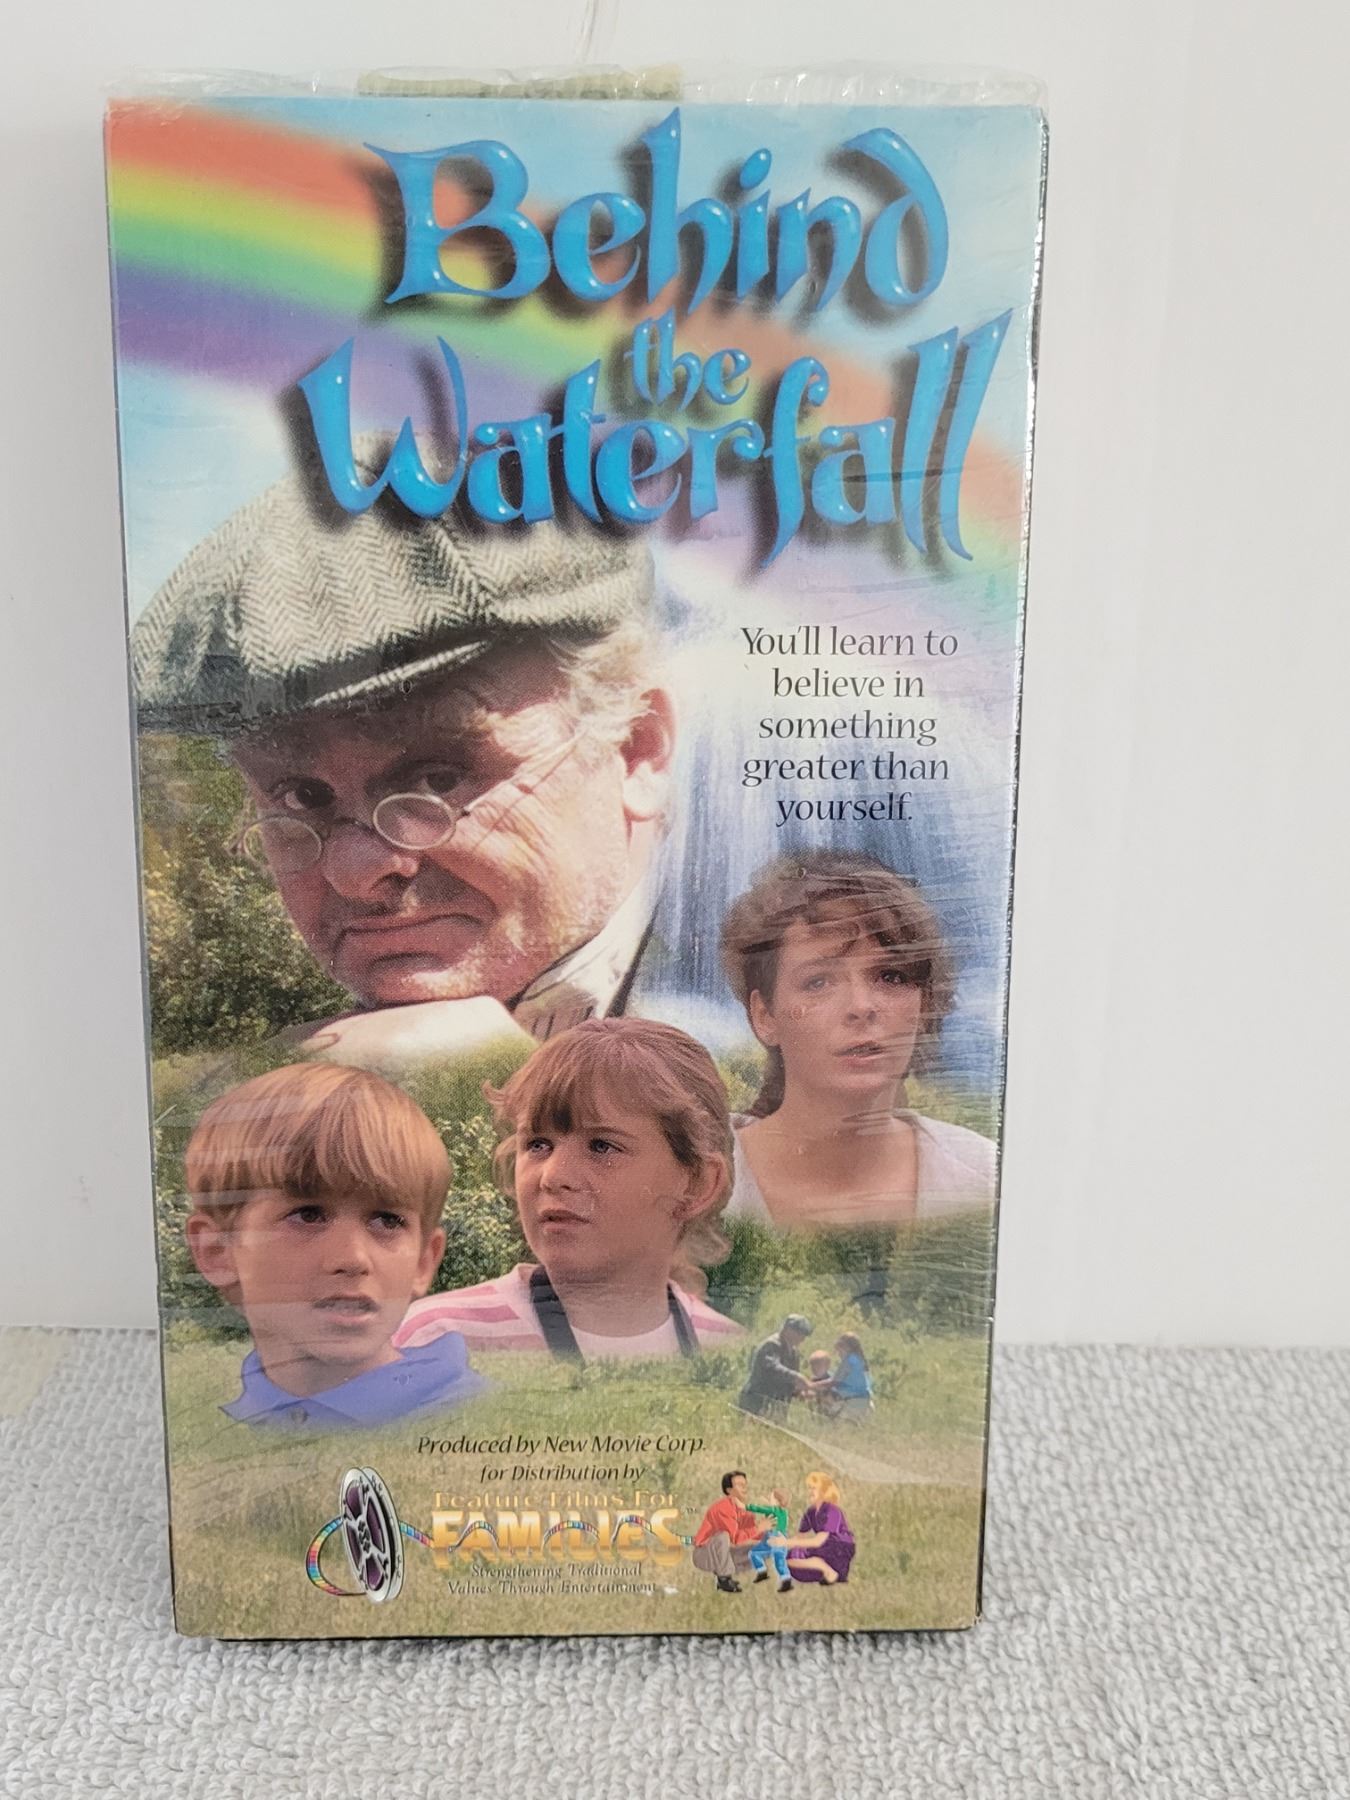 Behind
the
Waterfall
You'll learn to
believe in
something
greater than
yourself.
Produced by New Movie Corp.
for Distribution by
Feature Films For
FAMILIES™
Strengthening Traditional
Values Through Entertainment